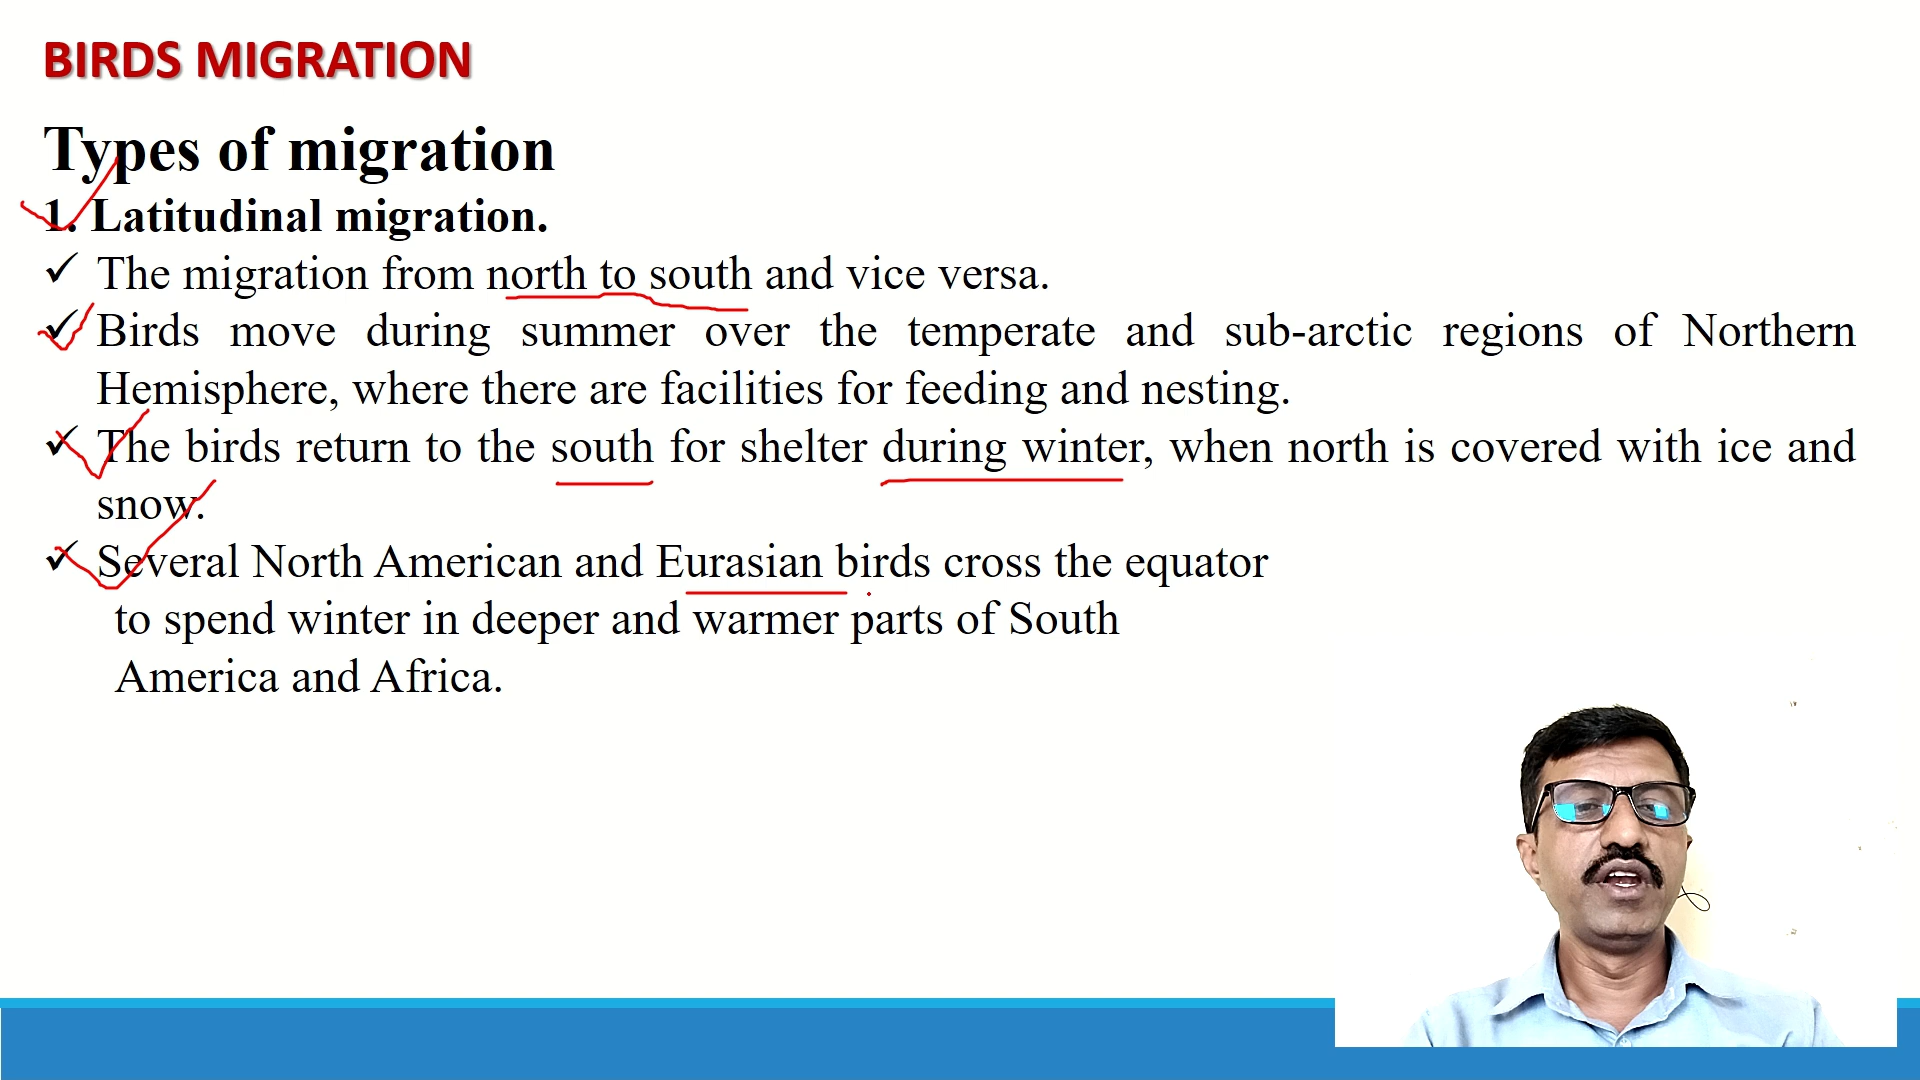 BIRDS MIGRATION
Types of migration
1. Latitudinal migration.
✓ The migration from north to south and vice versa.
✓ Birds move during summer over the temperate and sub-arctic regions of Northern
Hemisphere, where there are facilities for feeding and nesting.
✓ The birds return to the south for shelter during winter, when north is covered with ice and
snow.
✓ Several North American and Eurasian birds cross the equator
to spend winter in deeper and warmer parts of South
America and Africa.